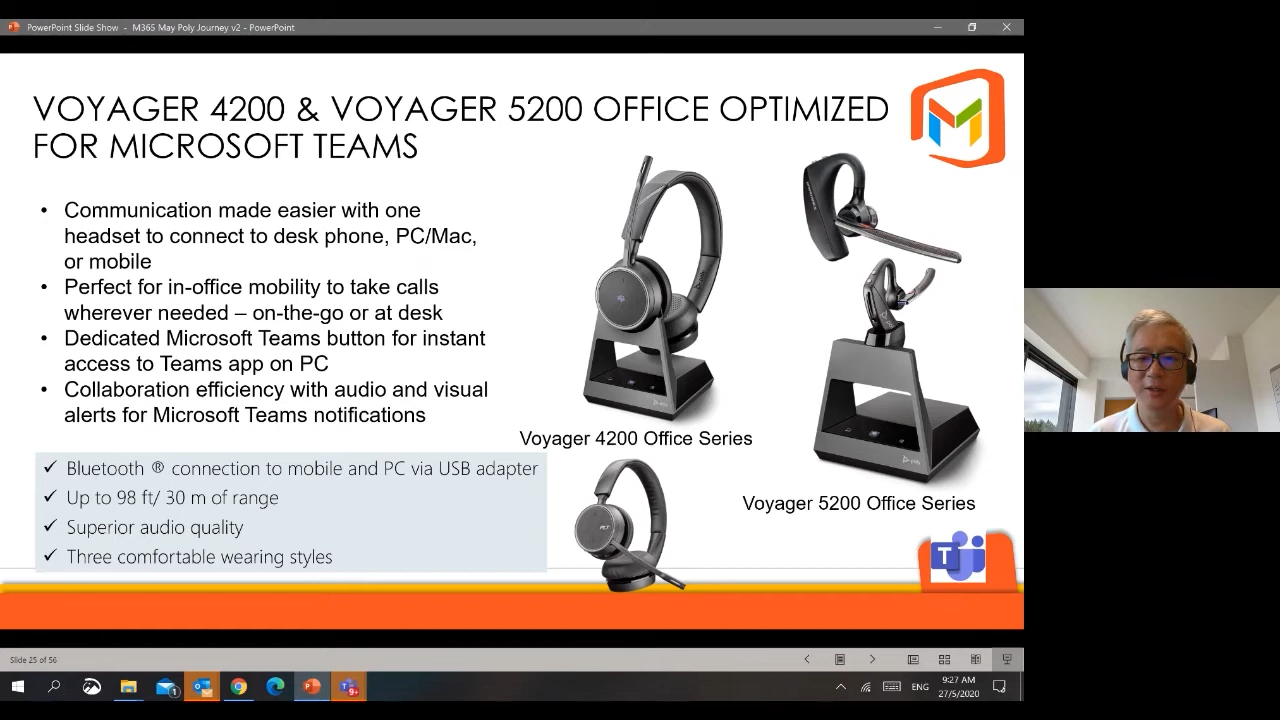 PowerPoint Slide Show - M365 May Poly Journey v2 - PowerPoint
VOYAGER 4200 & VOYAGER 5200 OFFICE OPTIMIZED
FOR MICROSOFT TEAMS
• Communication made easier with one
headset to connect to desk phone, PC/Mac,
or mobile
• Perfect for in-office mobility to take calls
wherever needed – on-the-go or at desk
• Dedicated Microsoft Teams button for instant
access to Teams app on PC
• Collaboration efficiency with audio and visual
alerts for Microsoft Teams notifications
✓ Bluetooth ® connection to mobile and PC via USB adapter
✓ Up to 98 ft/ 30 m of range
✓ Superior audio quality
✓ Three comfortable wearing styles
Voyager 4200 Office Series
Voyager 5200 Office Series
poly
PLT
T
Slide 25 of 56
1
9+
ENG
9:27 AM
27/5/2020